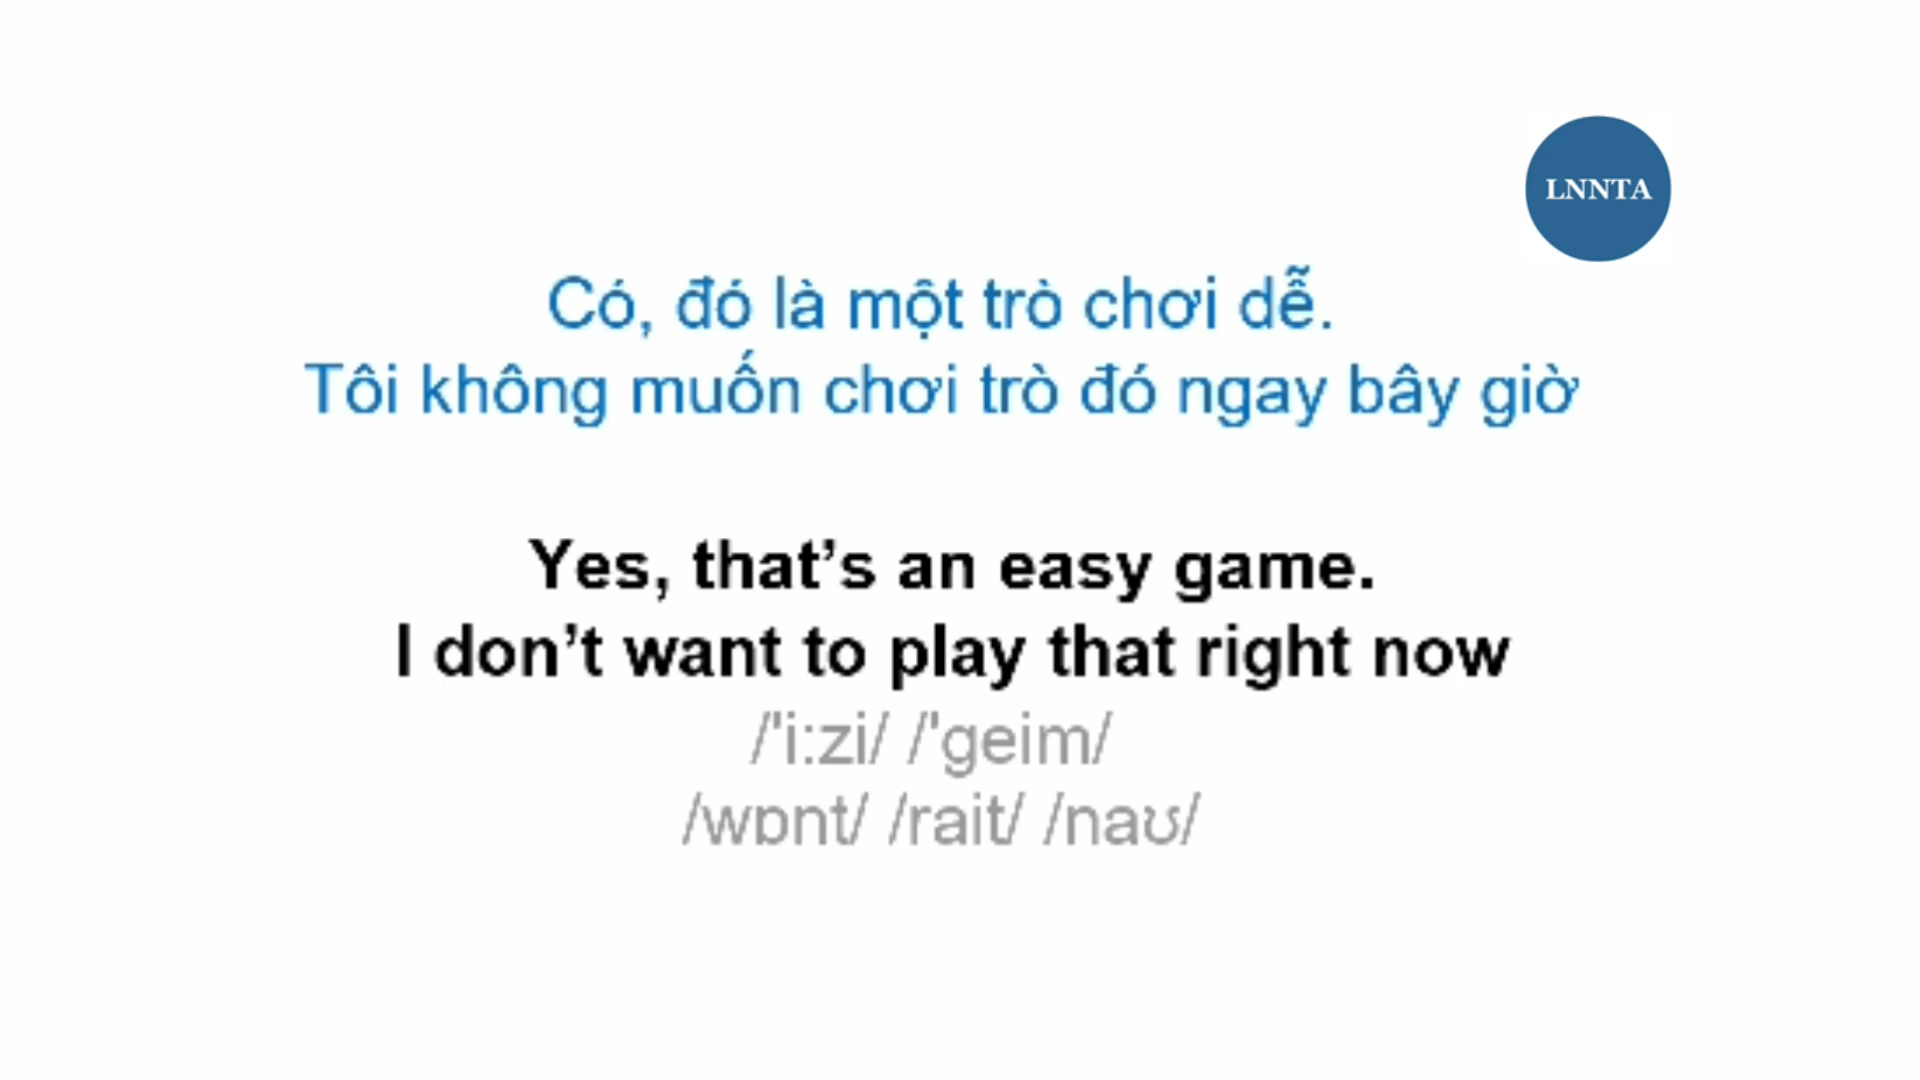 LNNTA
Có, đó là một trò chơi dễ.
Tôi không muốn chơi trò đó ngay bây giờ
Yes, that’s an easy game.
I don’t want to play that right now
/'i:zi/ /'geim/
/wɒnt/ /rait/ /naʊ/